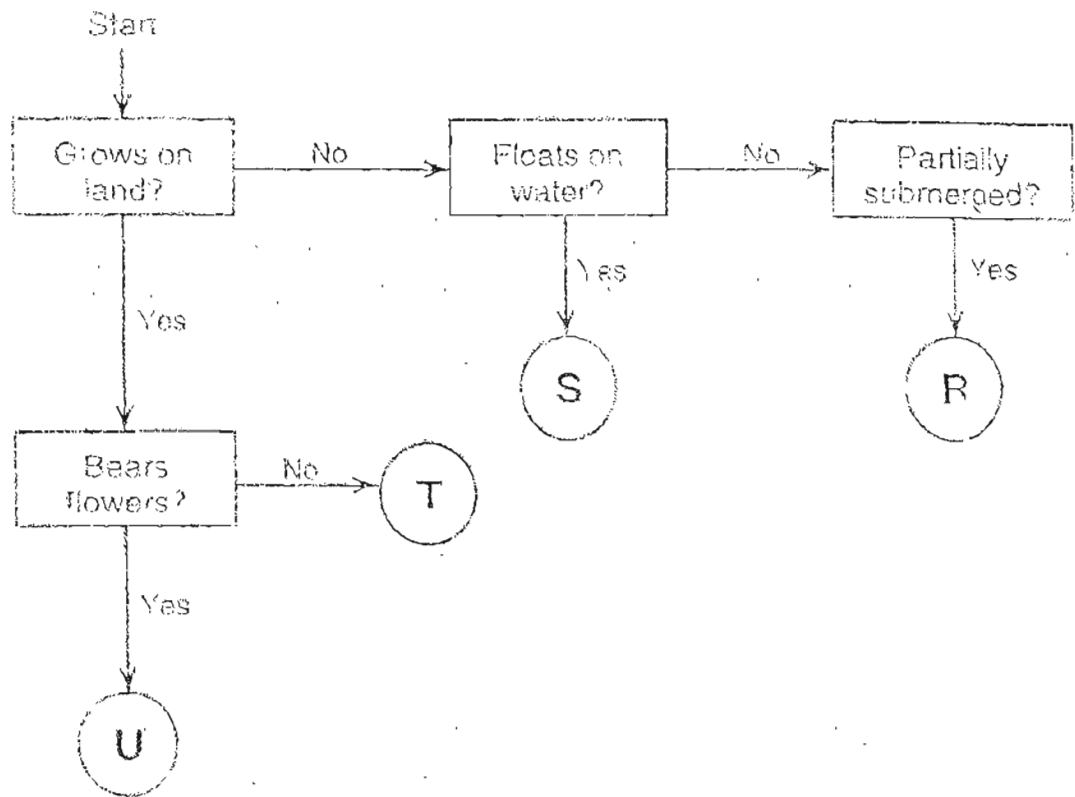 Start
Grows on
land?
No
Floats on
water?
No
Partially
submerged?
Yes
Yes
Yes
S
R
Bears
flowers?
No
T
Yes
U